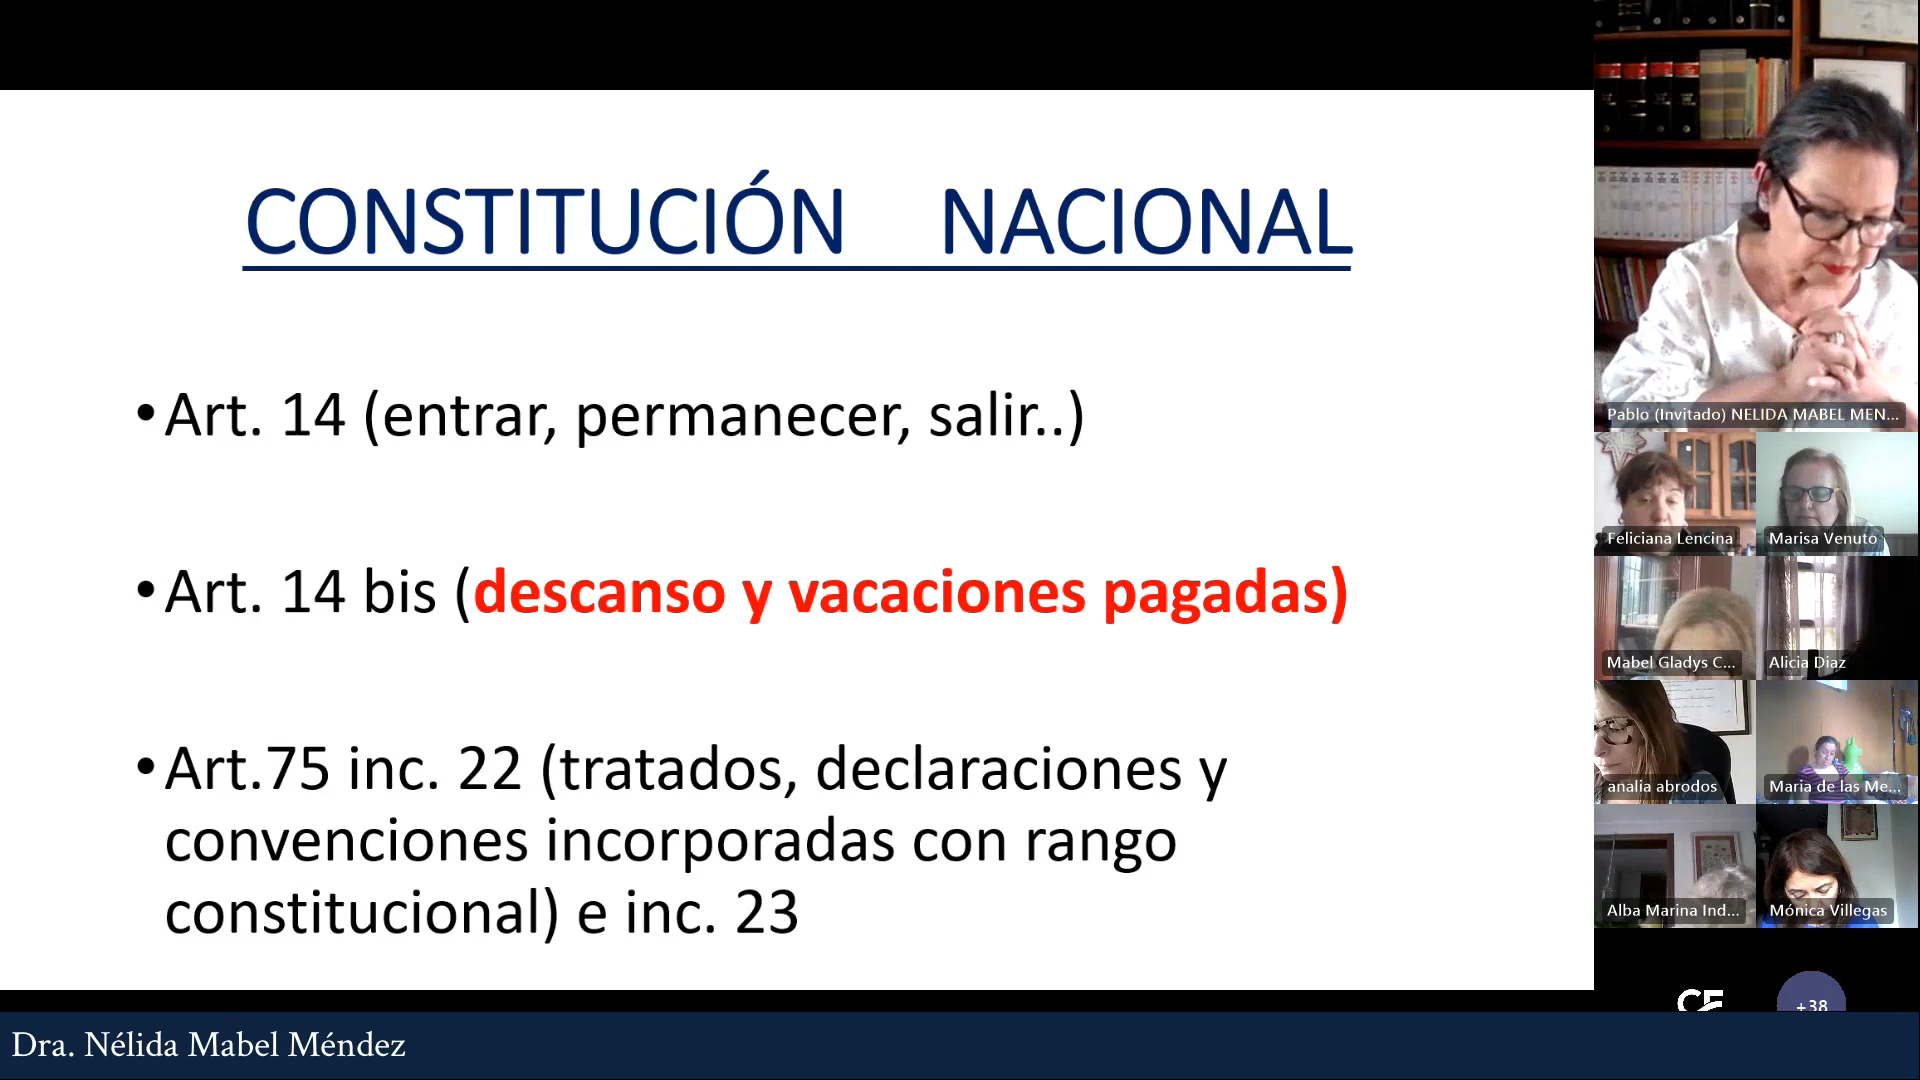 CONSTITUCIÓN NACIONAL
•Art. 14 (entrar, permanecer, salir..)
•Art. 14 bis (descanso y vacaciones pagadas)
•Art.75 inc. 22 (tratados, declaraciones y
convenciones incorporadas con rango
constitucional) e inc. 23
Pablo (Invitado) NELIDA MABEL MEN...
Feliciana Lencina
Marisa Venuto
Mabel Gladys C...
Alicia Diaz
analia abrodos
Maria de las Me...
Alba Marina Ind...
Mónica Villegas
CF
+38
Dra. Nélida Mabel Méndez